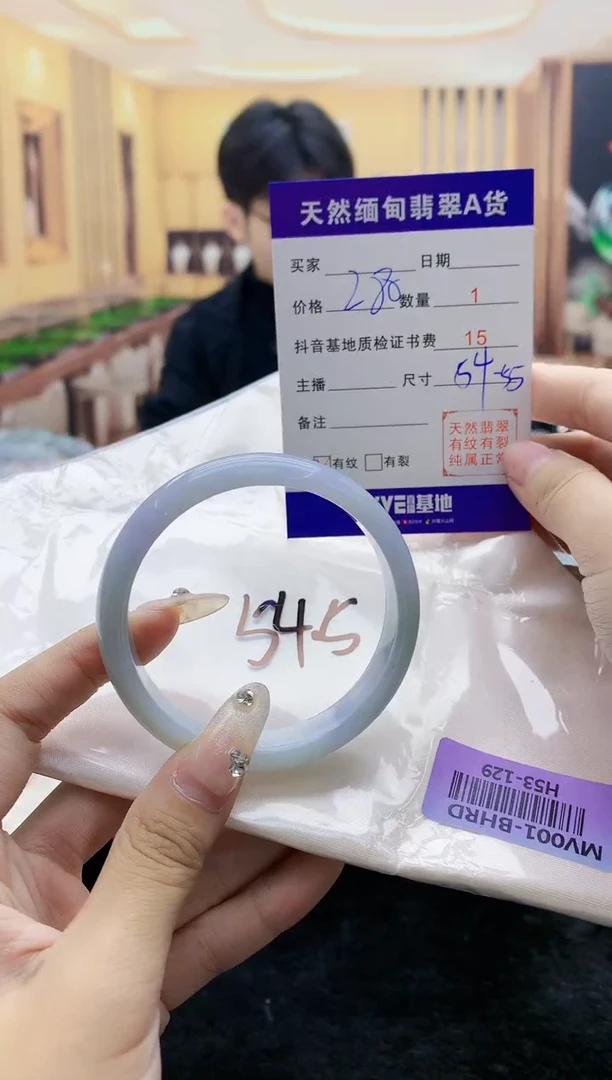 天然缅甸翡翠A货
买家 日期
价格 280 数量 1
抖音基地质检证书费 15
主播 尺寸 54-55
备注
天然翡翠
有纹有裂
纯属正常
有纹 有裂
基地
545
MV001-BHRD
H53-129